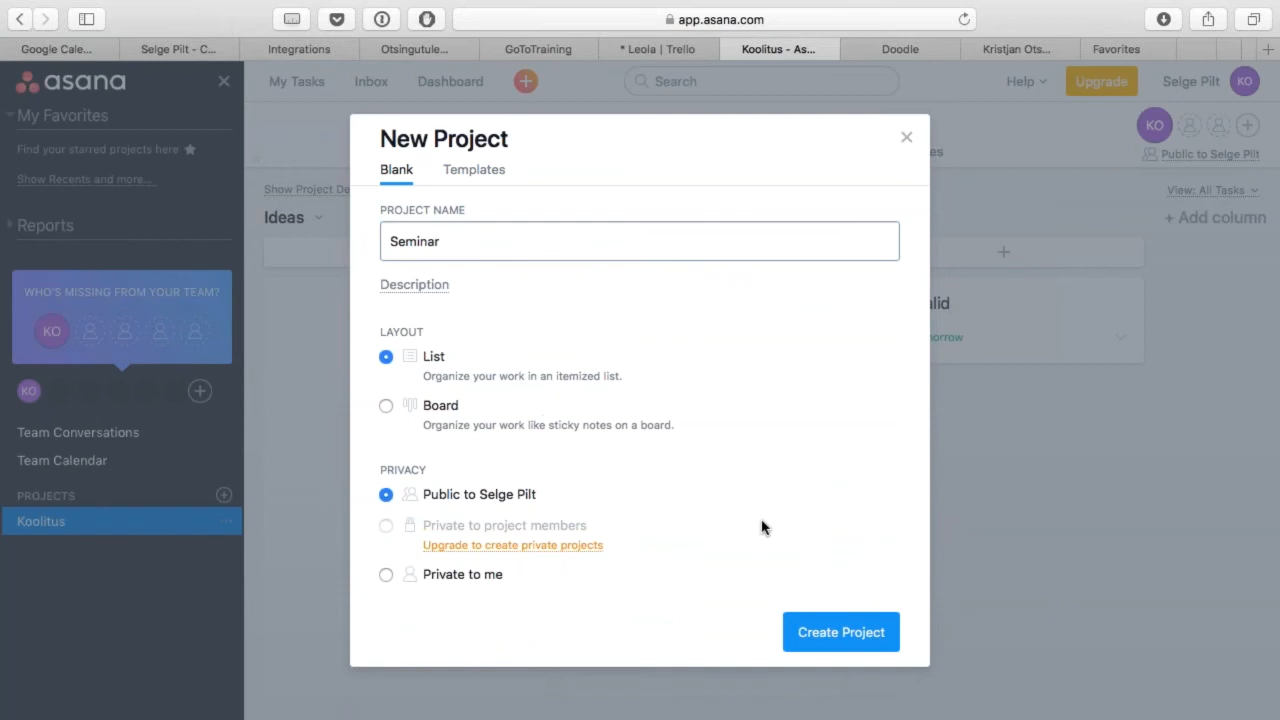 app.asana.com
Google Cale...
Selge Pilt - C...
Integrations
Otsingutule...
GoToTraining
* Leola | Trello
Koolitus - As...
Doodle
Kristjan Ots...
Favorites
asana
My Tasks
Inbox
Dashboard
Search
Help
Upgrade
Selge Pilt
KO
My Favorites
Find your starred projects here
Show Recents and more...
Reports
WHO'S MISSING FROM YOUR TEAM?
KO
KO
Team Conversations
Team Calendar
PROJECTS
Koolitus
KO
Public to Selge Pilt
Show Project De
View: All Tasks
Ideas
+ Add column
New Project
Blank
Templates
PROJECT NAME
Seminar
Description
LAYOUT
List
Organize your work in an itemized list.
Board
Organize your work like sticky notes on a board.
PRIVACY
Public to Selge Pilt
Private to project members
Upgrade to create private projects
Private to me
Create Project